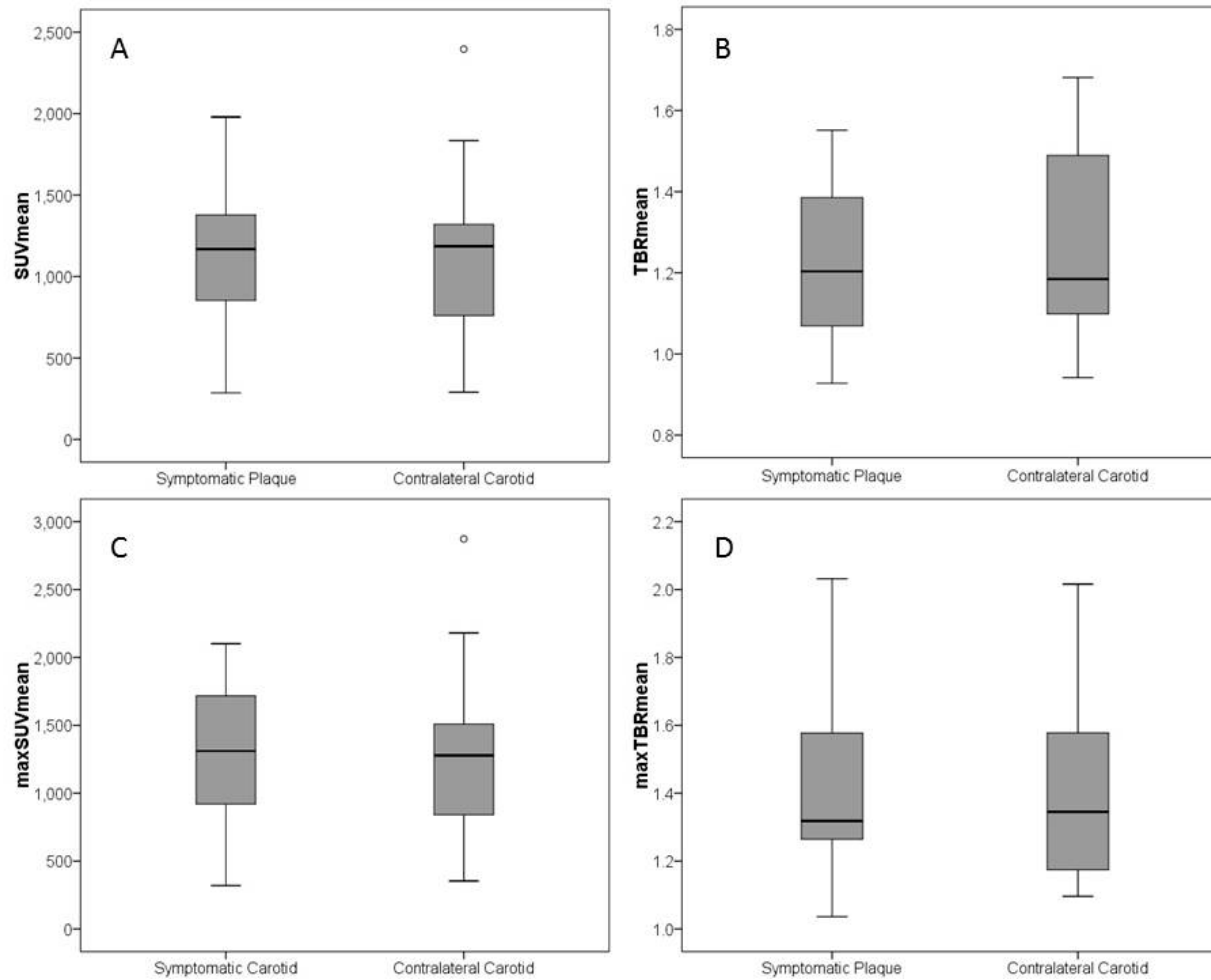 A
SUVmean
2,500
2,000
1,500
1,000
500
0
Symptomatic Plaque Contralateral Carotid
B
TBRmean
1.8
1.6
1.4
1.2
1.0
0.8
Symptomatic Plaque Contralateral Carotid
C
maxSUVmean
3,000
2,500
2,000
1,500
1,000
500
0
Symptomatic Carotid Contralateral Carotid
D
maxTBRmean
2.2
2.0
1.8
1.6
1.4
1.2
1.0
Symptomatic Plaque Contralateral Carotid